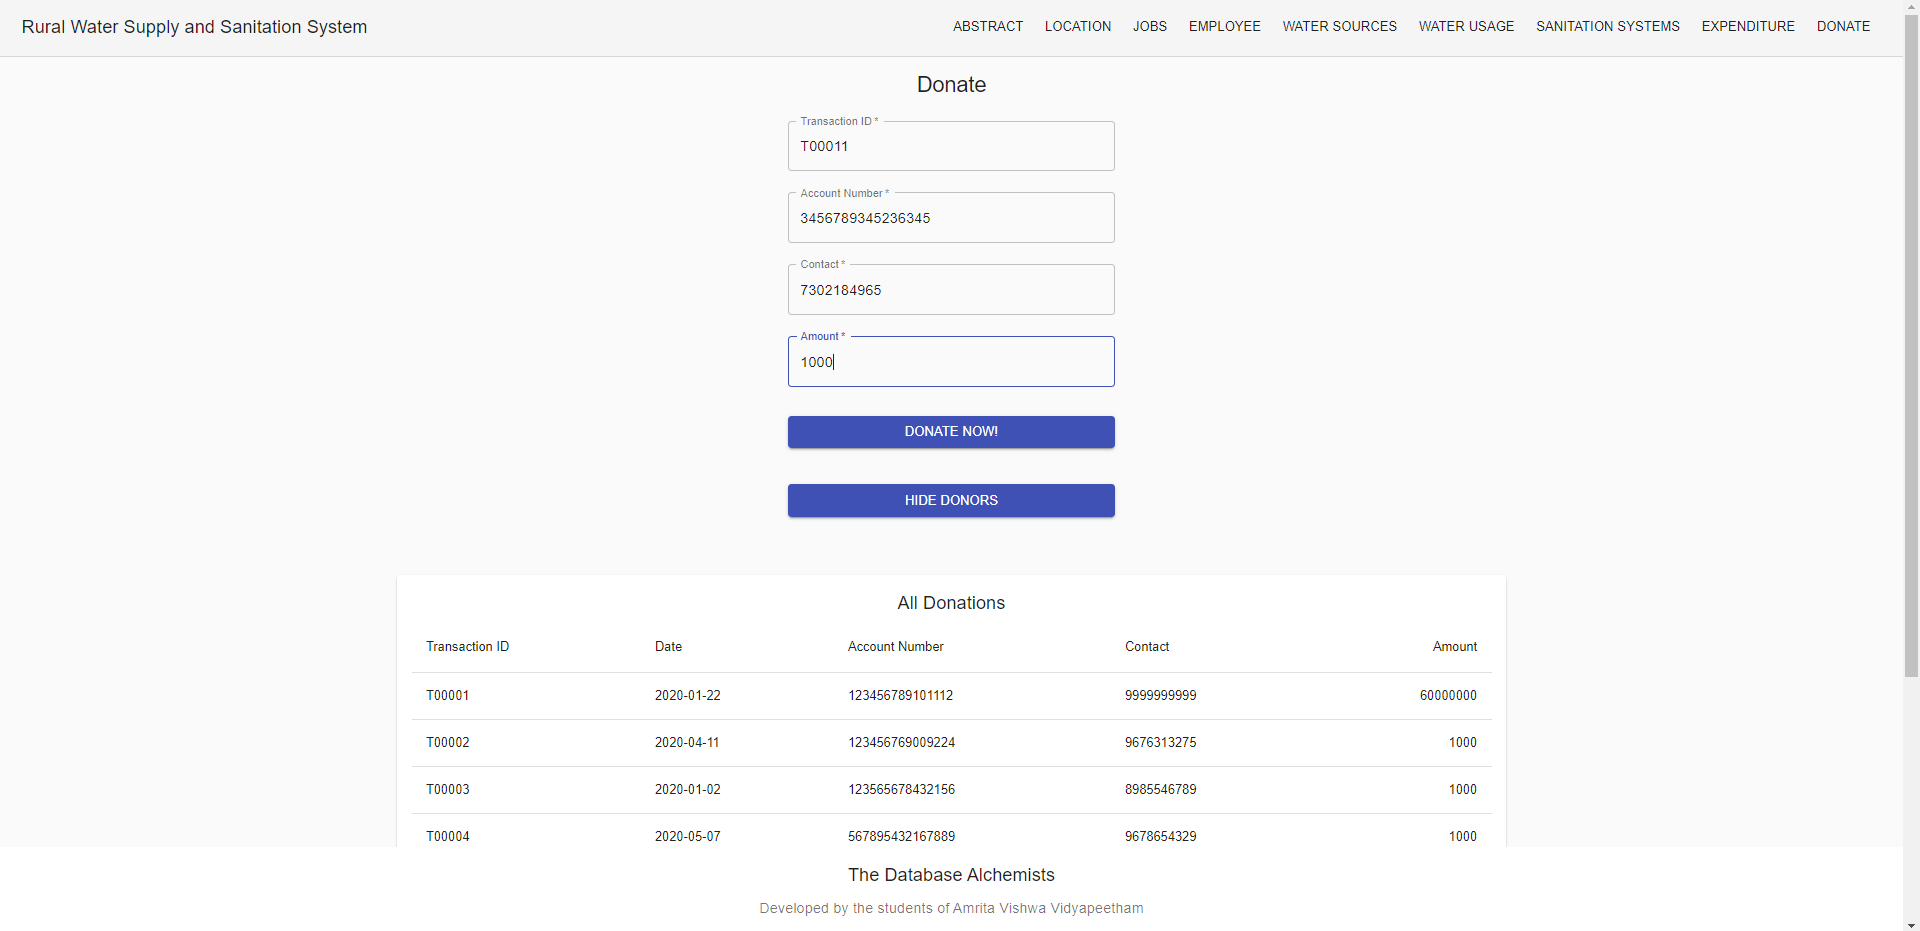 Rural Water Supply and Sanitation System ABSTRACT LOCATION JOBS EMPLOYEE WATER SOURCES WATER USAGE SANITATION SYSTEMS EXPENDITURE DONATE
Donate
Transaction ID *
T00011
Account Number *
3456789345236345
Contact *
7302184965
Amount *
1000
DONATE NOW!
HIDE DONORS
All Donations
Transaction ID Date Account Number Contact Amount
T00001 2020-01-22 123456789101112 9999999999 60000000
T00002 2020-04-11 123456769009224 9676313275 1000
T00003 2020-01-02 123565678432156 8985546789 1000
T00004 2020-05-07 567895432167889 9678654329 1000
The Database Alchemists
Developed by the students of Amrita Vishwa Vidyapeetham